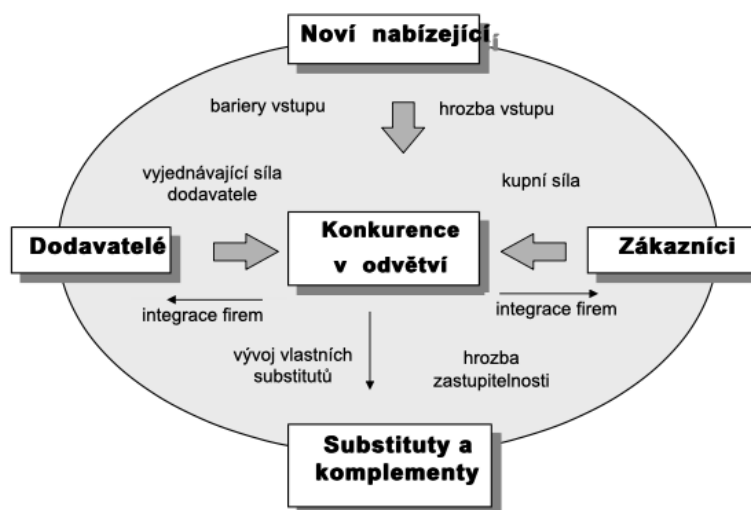 Noví nabízející
bariery vstupu
hrozba vstupu
vyjednávající síla
dodavatele
kupní síla
Dodavatelé
Konkurence
v odvětví
Zákazníci
integrace firem
integrace firem
vývoj vlastních
substitutů
hrozba
zastupitelnosti
Substituty a
komplementy